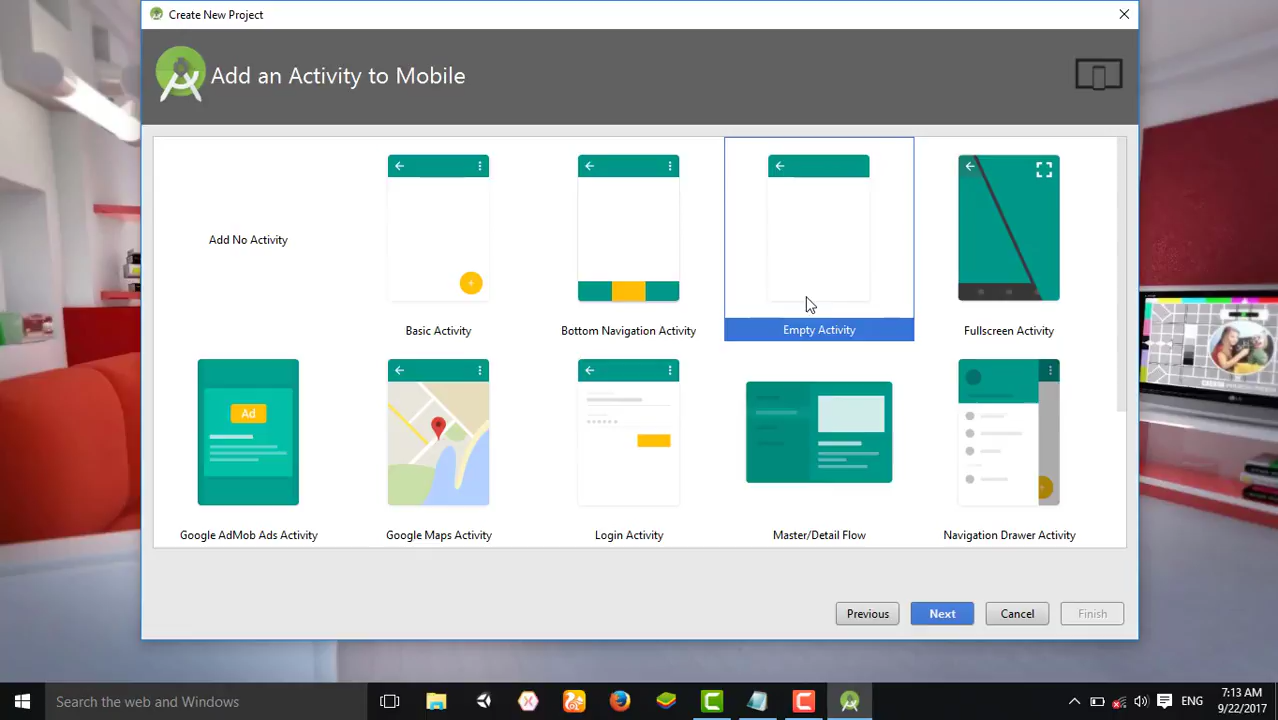 Create New Project
Add an Activity to Mobile
Add No Activity
Basic Activity
Bottom Navigation Activity
Empty Activity
Fullscreen Activity
Ad
Google AdMob Ads Activity
Google Maps Activity
Login Activity
Master/Detail Flow
Navigation Drawer Activity
Previous
Next
Cancel
Finish
Search the web and Windows
ENG
7:13 AM
9/22/2017